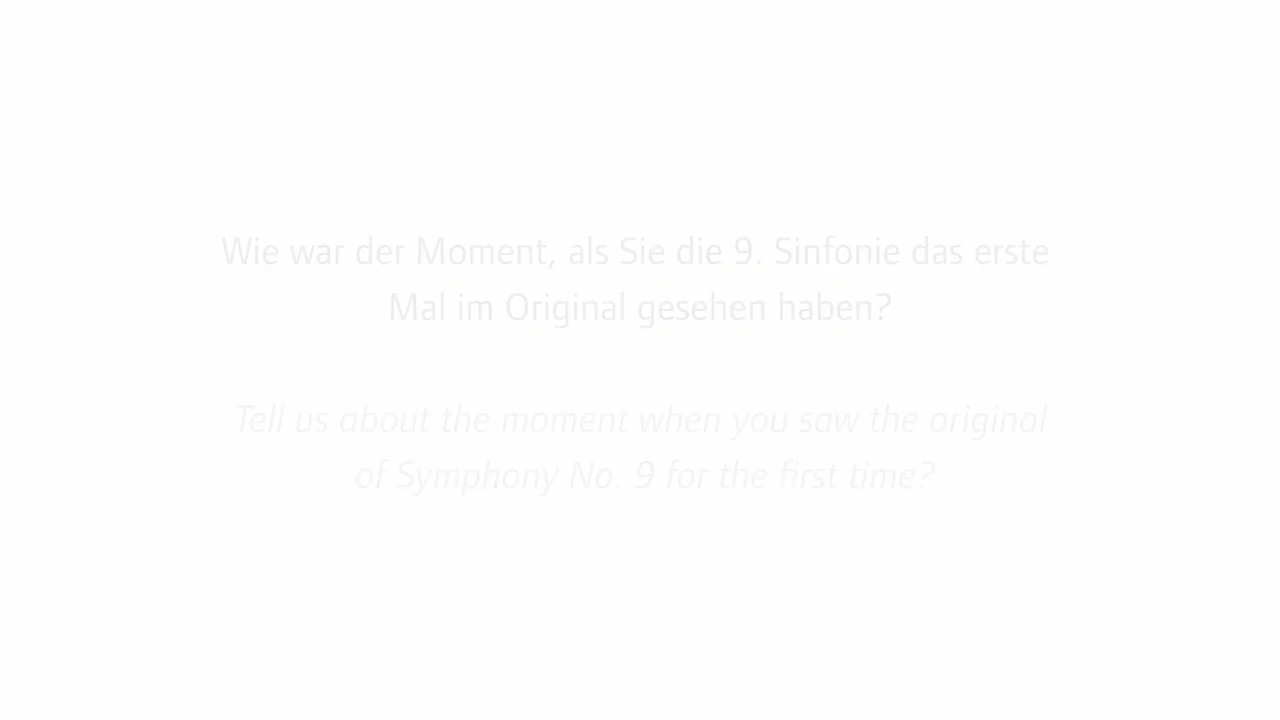 Wie war der Moment, als Sie die 9. Sinfonie das erste
Mal im Original gesehen haben?
Tell us about the moment when you saw the original
of Symphony No. 9 for the first time?